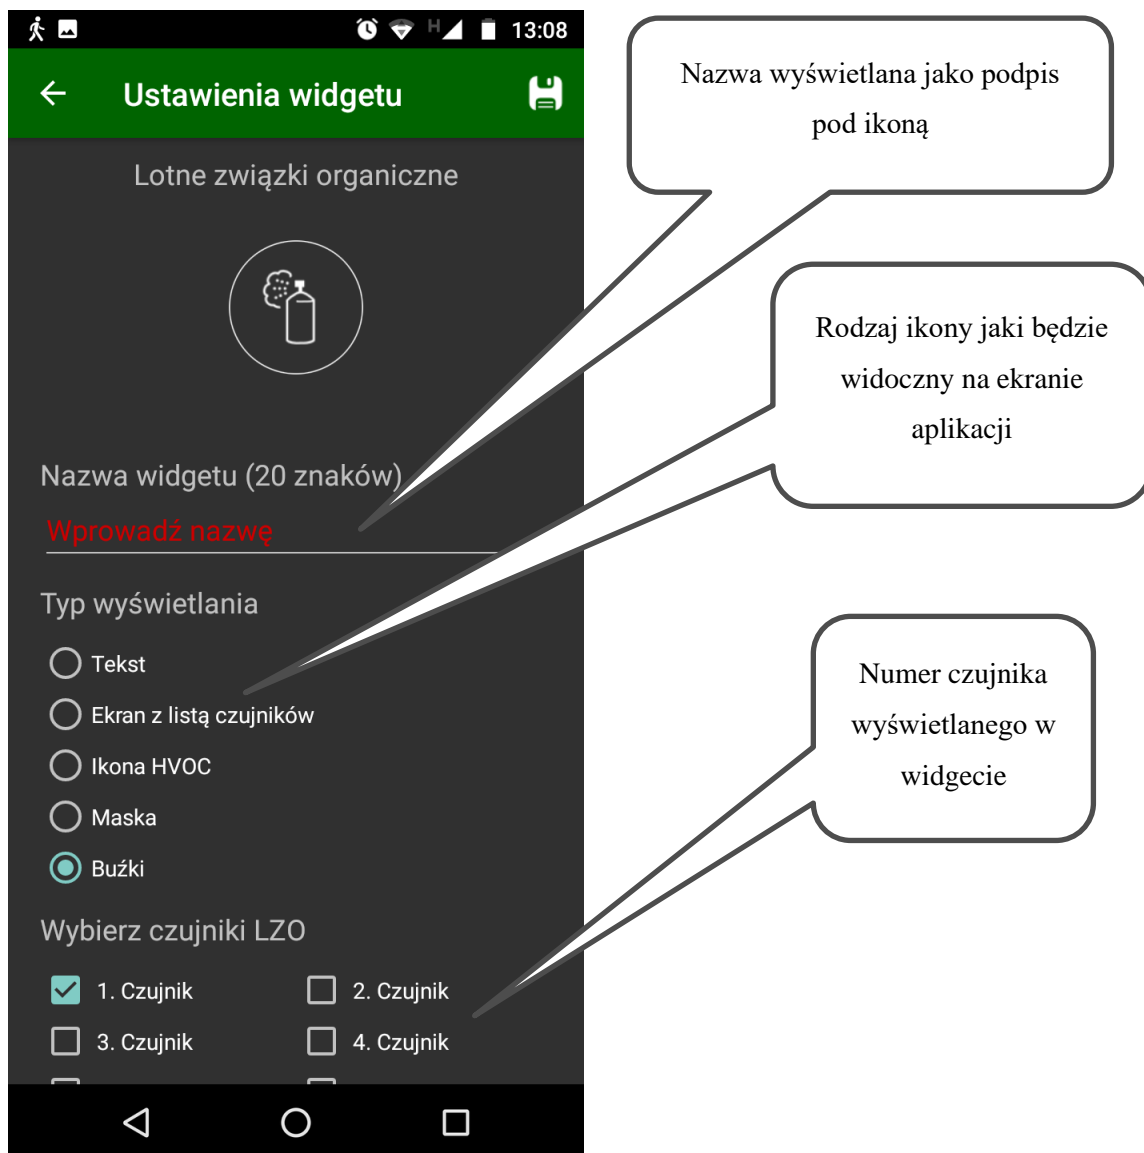 H 13:08
Ustawienia widgetu
Lotne związki organiczne
Nazwa widgetu (20 znaków)
Wprowadź nazwę
Typ wyświetlania
Tekst
Ekran z listą czujników
Ikona HVOC
Maska
Buźki
Wybierz czujniki LZO
1. Czujnik 2. Czujnik
3. Czujnik 4. Czujnik
Nazwa wyświetlana jako podpis
pod ikoną
Rodzaj ikony jaki będzie
widoczny na ekranie
aplikacji
Numer czujnika
wyświetlanego w
widgecie